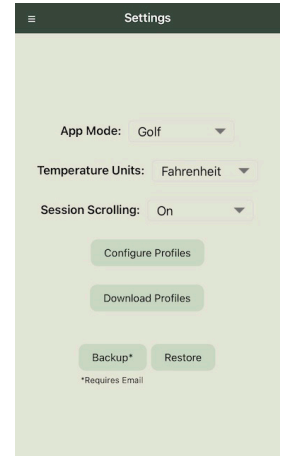 ≡ Settings
App Mode: Golf
Temperature Units: Fahrenheit
Session Scrolling: On
Configure Profiles
Download Profiles
Backup* Restore
*Requires Email